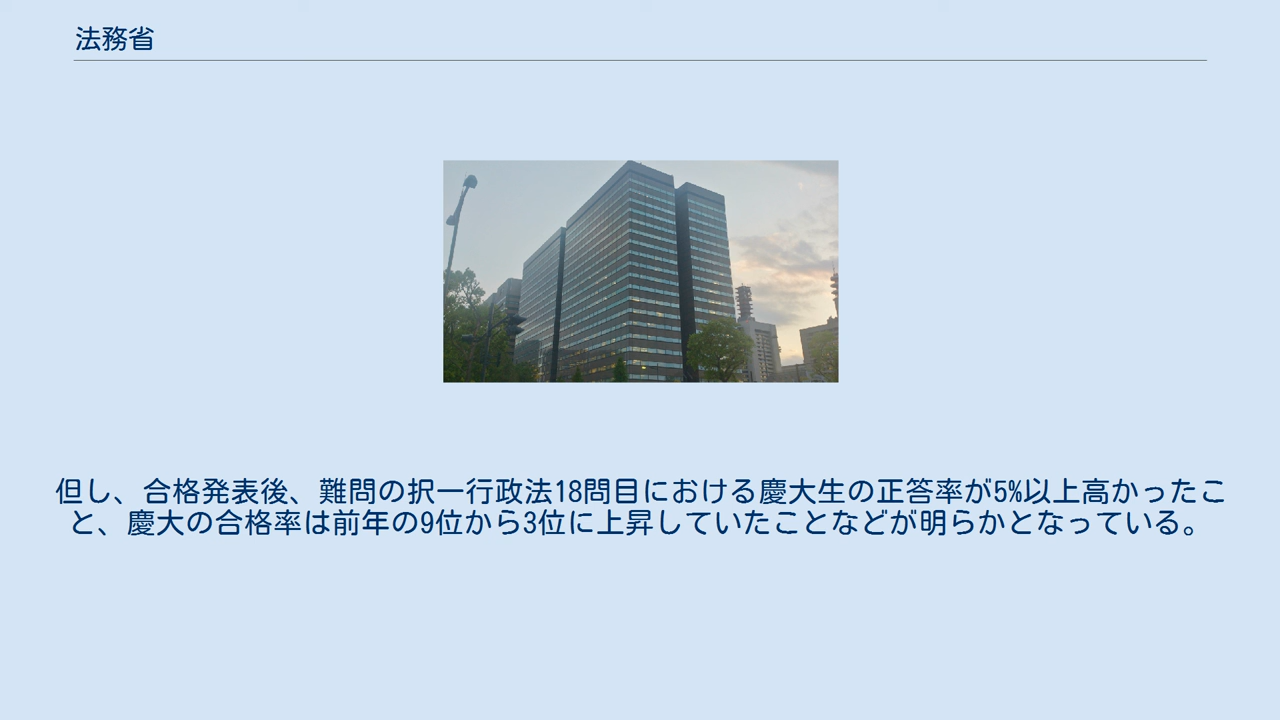 法務省
但し、合格発表後、難問の択一行政法18問目における慶大生の正答率が5%以上高かったこ
と、慶大の合格率は前年の9位から3位に上昇していたことなどが明らかとなっている。